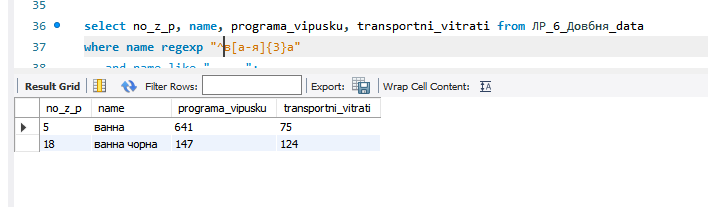 35
36 select no_z_p, name, programa_vipusku, transportni_vitrati from ЛР_6_Довбня_data
37 where name regexp "^в[а-я]{3}а"
38
Result Grid Filter Rows: Export: Wrap Cell Content:
no_z_p name programa_vipusku transportni_vitrati
5 ванна 641 75
18 ванна чорна 147 124